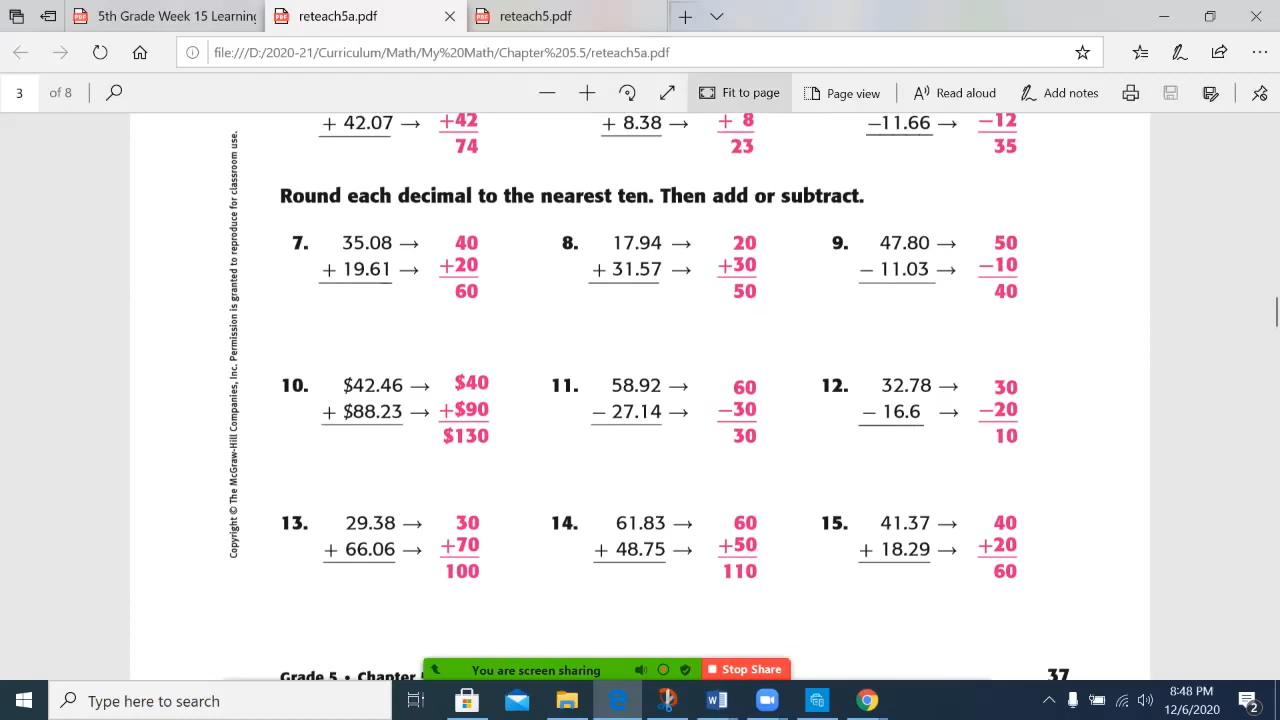 5th Grade Week 15 Learning
reteach5a.pdf
reteach5a.pdf
file:///D:/2020-21/Curriculum/Math/My%20Math/Chapter%205.5/reteach5a.pdf
3 of 8
Fit to page
Page view
Read aloud
Add notes
+ 42.07 → +42
74
+ 8.38 → + 8
23
−11.66 → −12
35
Round each decimal to the nearest ten. Then add or subtract.
7. 35.08 → 40
+ 19.61 → +20
60
8. 17.94 → 20
+ 31.57 → +30
50
9. 47.80 → 50
− 11.03 → −10
40
10. $42.46 → $40
+ $88.23 → +$90
$130
11. 58.92 → 60
− 27.14 → −30
30
12. 32.78 → 30
− 16.6 → −20
10
13. 29.38 → 30
+ 66.06 → +70
100
14. 61.83 → 60
+ 48.75 → +50
110
15. 41.37 → 40
+ 18.29 → +20
60
Copyright © The McGraw-Hill Companies, Inc. Permission is granted to reproduce for classroom use.
Grade 5 • Chapter
37
You are screen sharing
Stop Share
Type here to search
8:48 PM
12/6/2020
2